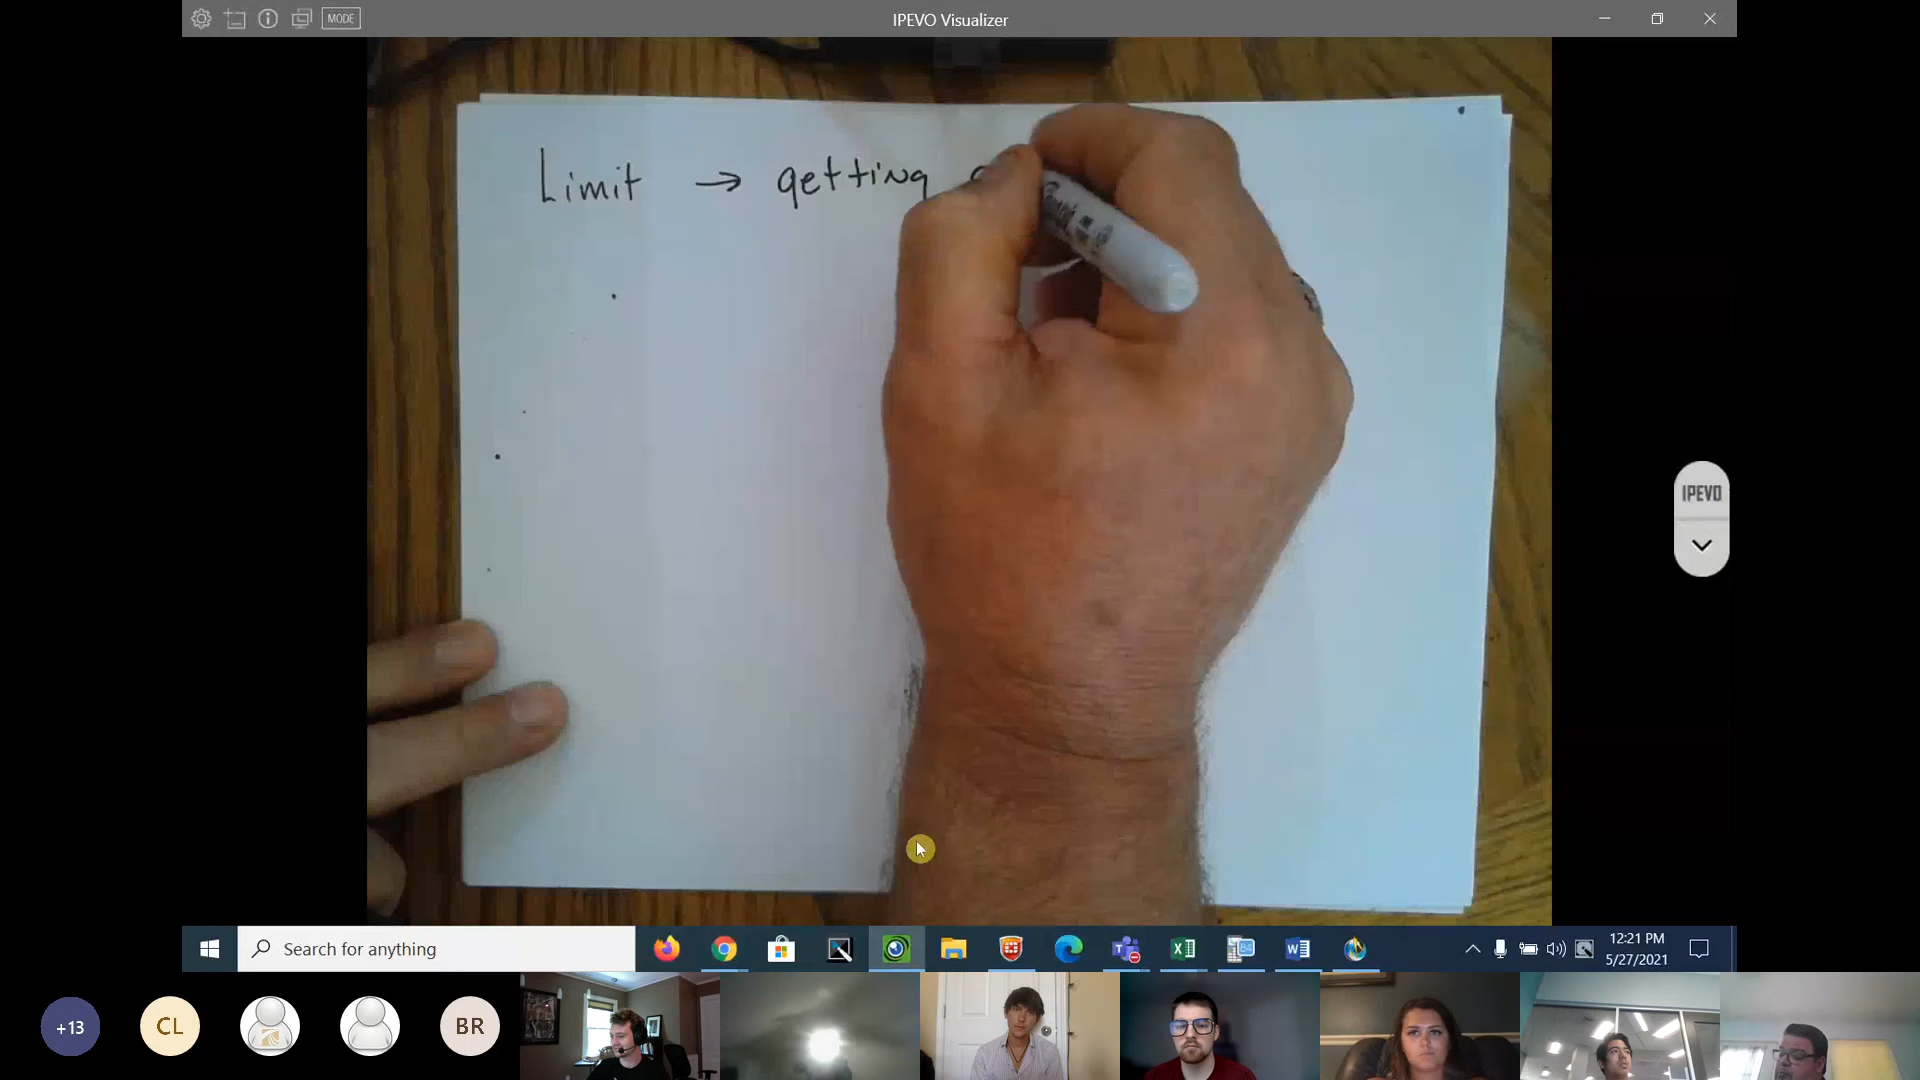 MODE
IPEVO Visualizer
Limit → getting
IPEVO
Search for anything
12:21 PM
5/27/2021
+13
CL
BR